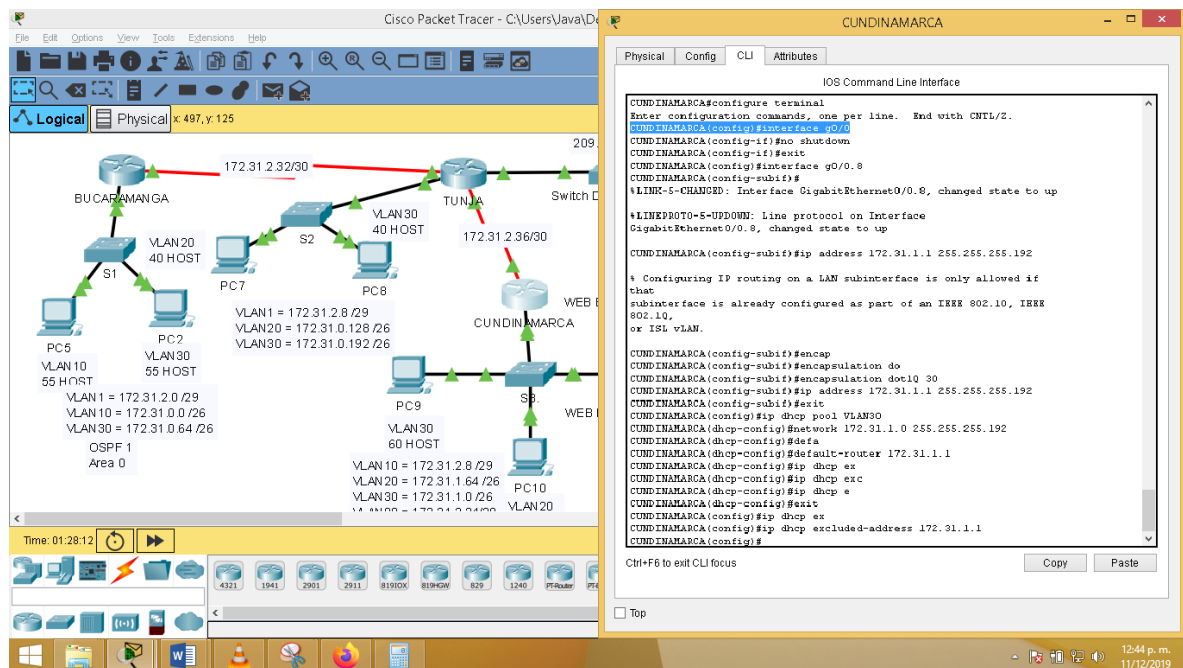 Cisco Packet Tracer - C:\Users\Java\De
File Edit Options View Tools Extensions Help
Logical
Physical
x: 497, y: 125
209.
172.31.2.32/30
BUCARAMANGA
TUNJA
Switch D
VLAN30
40 HOST
S2
VLAN 20
40 HOST
S1
172.31.2.36/30
PC7
PC8
WEB
VLAN1 = 172.31.2.8 /29
VLAN20 = 172.31.0.128 /26
VLAN30 = 172.31.0.192 /26
CUNDINAMARCA
PC5
PC2
VLAN 10
55 HOST
VLAN 30
55 HOST
VLAN 1 = 172.31.2.0 /29
VLAN 10 = 172.31.0.0 /26
VLAN 30 = 172.31.0.64 /26
OSPF 1
Area 0
PC9
S3.
WEB
VLAN 30
60 HOST
VLAN 10 = 172.31.2.8 /29
VLAN 20 = 172.31.1.64 /26
VLAN 30 = 172.31.1.0 /26
PC10
VLAN 20
Time: 01:28:12
4321 1941 2901 2911 819IOX 819HGW 829 1240 PT-Router
CUNDINAMARCA
Physical Config CLI Attributes
IOS Command Line Interface
CUNDINAMARCA#configure terminal
Enter configuration commands, one per line. End with CNTL/Z.
CUNDINAMARCA(config)#interface g0/0
CUNDINAMARCA(config-if)#no shutdown
CUNDINAMARCA(config-if)#exit
CUNDINAMARCA(config)#interface g0/0.8
CUNDINAMARCA(config-subif)#
%LINK-5-CHANGED: Interface GigabitEthernet0/0.8, changed state to up
%LINEPROTO-5-UPDOWN: Line protocol on Interface
GigabitEthernet0/0.8, changed state to up
CUNDINAMARCA(config-subif)#ip address 172.31.1.1 255.255.255.192
% Configuring IP routing on a LAN subinterface is only allowed if
that
subinterface is already configured as part of an IEEE 802.10, IEEE
802.1Q,
or ISL vLAN.
CUNDINAMARCA(config-subif)#encap
CUNDINAMARCA(config-subif)#encapsulation do
CUNDINAMARCA(config-subif)#encapsulation dot1Q 30
CUNDINAMARCA(config-subif)#ip address 172.31.1.1 255.255.255.192
CUNDINAMARCA(config-subif)#exit
CUNDINAMARCA(config)#ip dhcp pool VLAN30
CUNDINAMARCA(dhcp-config)#network 172.31.1.0 255.255.255.192
CUNDINAMARCA(dhcp-config)#defa
CUNDINAMARCA(dhcp-config)#default-router 172.31.1.1
CUNDINAMARCA(dhcp-config)#ip dhcp ex
CUNDINAMARCA(dhcp-config)#ip dhcp exc
CUNDINAMARCA(dhcp-config)#ip dhcp e
CUNDINAMARCA(dhcp-config)#exit
CUNDINAMARCA(config)#ip dhcp ex
CUNDINAMARCA(config)#ip dhcp excluded-address 172.31.1.1
CUNDINAMARCA(config)#
Ctrl+F6 to exit CLI focus
Copy
Paste
Top
12:44 p. m.
11/12/2019